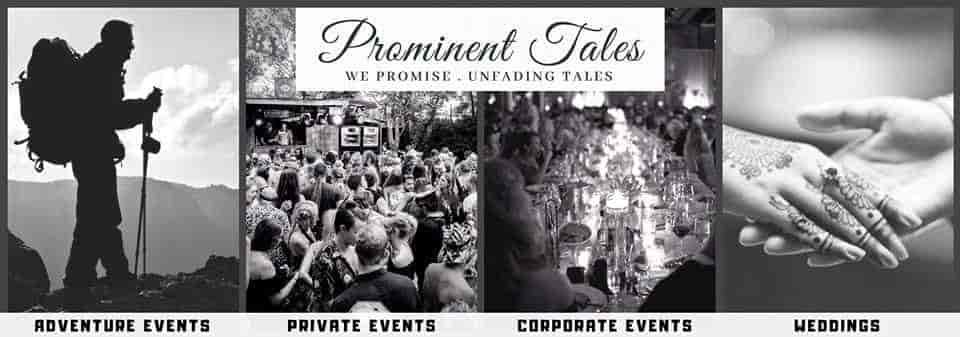 Prominent Tales
WE PROMISE . UNFADING TALES
ADVENTURE EVENTS
PRIVATE EVENTS
CORPORATE EVENTS
WEDDINGS